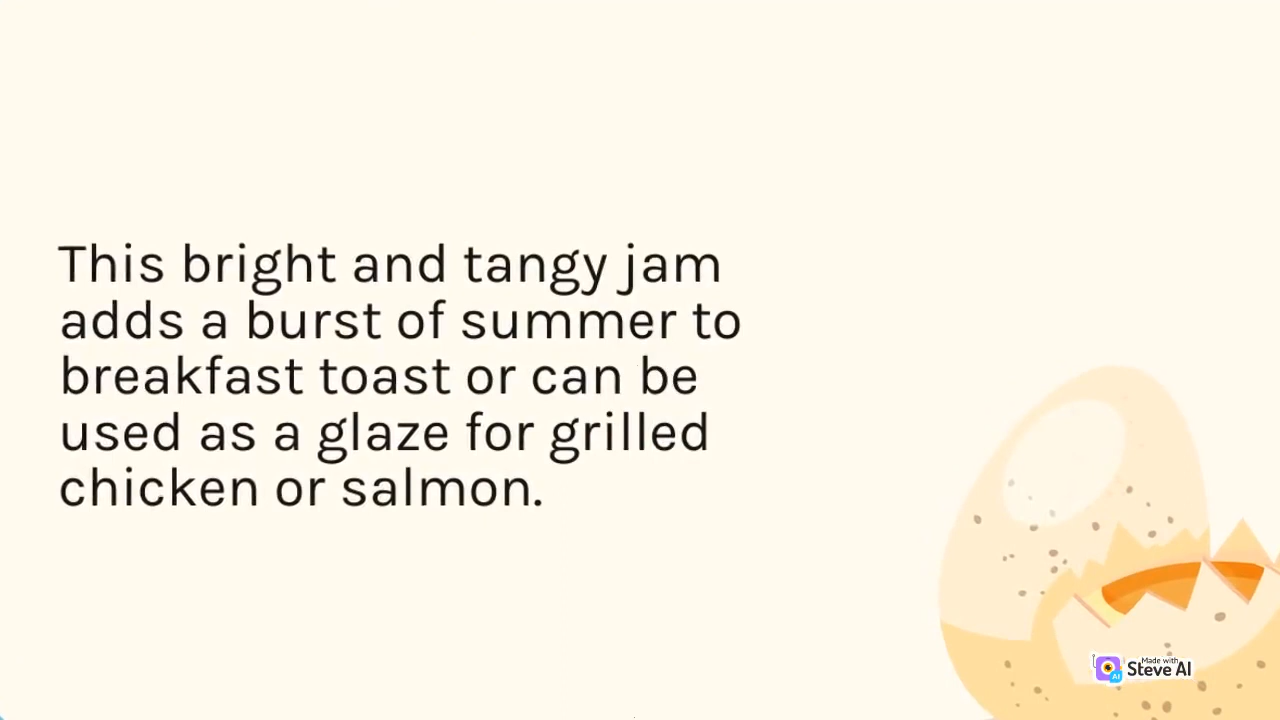 This bright and tangy jam
adds a burst of summer to
breakfast toast or can be
used as a glaze for grilled
chicken or salmon.
Made with
Steve AI
AI